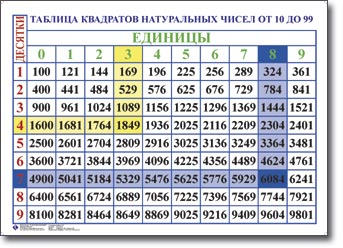 ТАБЛИЦА КВАДРАТОВ НАТУРАЛЬНЫХ ЧИСЕЛ ОТ 10 ДО 99
ДЕСЯТКИ
ЕДИНИЦЫ
0 1 2 3 4 5 6 7 8 9
1 100 121 144 169 196 225 256 289 324 361
2 400 441 484 529 576 625 676 729 784 841
3 900 961 1024 1089 1156 1225 1296 1369 1444 1521
4 1600 1681 1764 1849 1936 2025 2116 2209 2304 2401
5 2500 2601 2704 2809 2916 3025 3136 3249 3364 3481
6 3600 3721 3844 3969 4096 4225 4356 4489 4624 4761
7 4900 5041 5184 5329 5476 5625 5776 5929 6084 6241
8 6400 6561 6724 6889 7056 7225 7396 7569 7744 7921
9 8100 8281 8464 8649 8869 9025 9216 9409 9604 9801